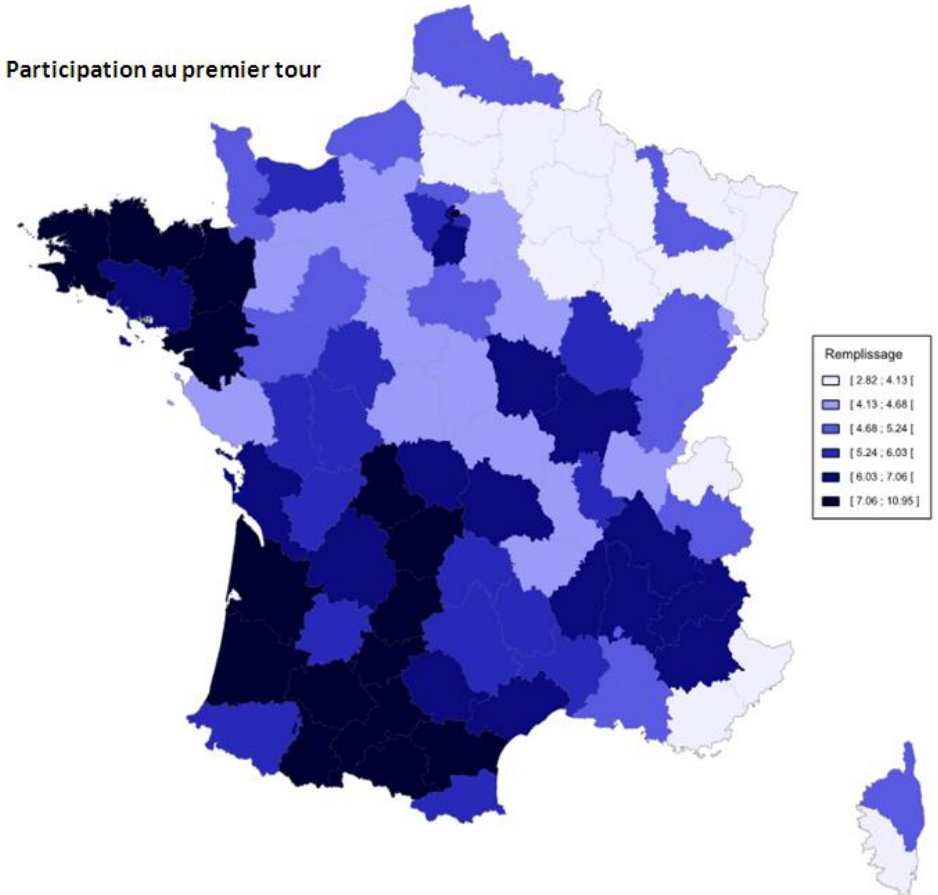 Participation au premier tour
Remplissage
[ 2.82 ; 4.13 [
[ 4.13 ; 4.68 [
[ 4.68 ; 5.24 [
[ 5.24 ; 6.03 [
[ 6.03 ; 7.06 [
[ 7.06 ; 10.95 ]